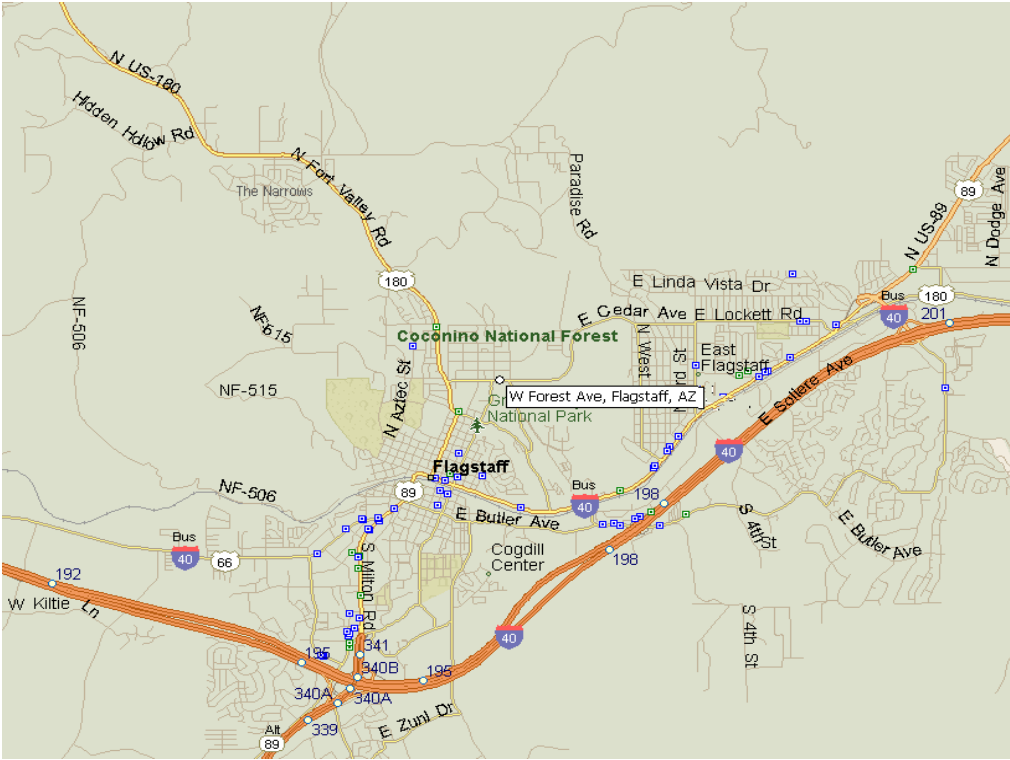 N US-180
Hidden Hollow Rd
The Narrows
N Fort Valley Rd
Paradise Rd
89
N US-89
N Dodge Ave
180
E Linda Vista Dr
Bus
40
180
201
NF-506
NF-515
E Cedar Ave
E Lockett Rd
Coconino National Forest
N West
East
Flagstaff
N Aztec St
NF-515
W Forest Ave, Flagstaff, AZ
National Park
E Soliere Ave
40
Flagstaff
89
NF-506
Bus
40
198
E Butler Ave
S 4th St
E Butler Ave
Bus
40
66
Cogdill
Center
198
192
W Kiltie Ln
S Milton Rd
S 4th St
40
341
195
340B
195
340A
340A
339
E Zuni Dr
Alt
89